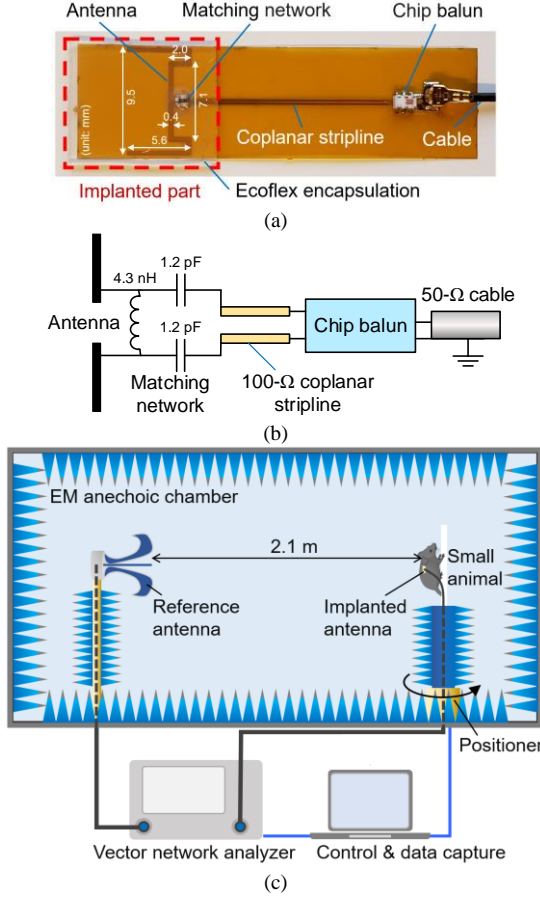 Antenna
Matching network
Chip balun
2.0
9.5
7.1
(unit: mm)
0.4
5.6
Coplanar stripline
Cable
Implanted part
Ecoflex encapsulation
(a)
4.3 nH
1.2 pF
50-Ω cable
Antenna
Chip balun
1.2 pF
Matching
network
100-Ω coplanar
stripline
(b)
EM anechoic chamber
2.1 m
Small
animal
Reference
antenna
Implanted
antenna
Positioner
Vector network analyzer
Control & data capture
(c)